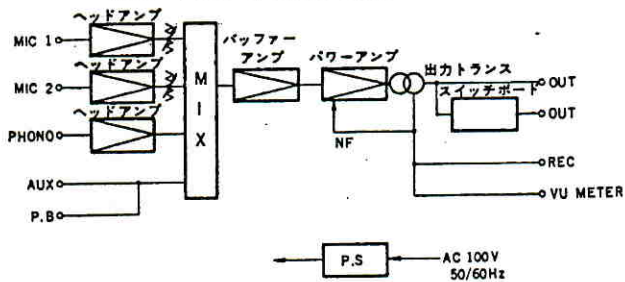 ヘッドアンプ
MIC 1
ヘッドアンプ
MIC 2
ヘッドアンプ
PHONO
AUX
P.B
MIX
バッファー
アンプ
パワーアンプ
NF
出力トランス
スイッチボード
OUT
OUT
REC
VU METER
P.S
AC 100V
50/60Hz